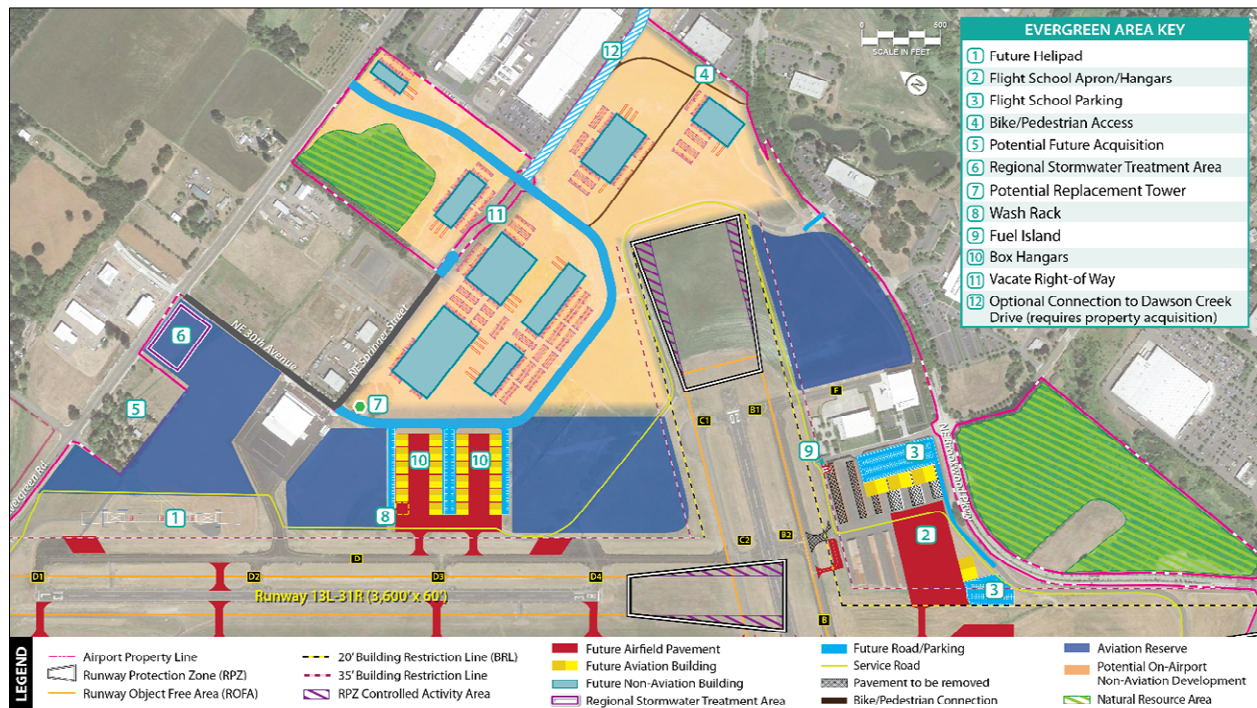 0 500
SCALE IN FEET
N
EVERGREEN AREA KEY
1 Future Helipad
2 Flight School Apron/Hangars
3 Flight School Parking
4 Bike/Pedestrian Access
5 Potential Future Acquisition
6 Regional Stormwater Treatment Area
7 Potential Replacement Tower
8 Wash Rack
9 Fuel Island
10 Box Hangars
11 Vacate Right-of Way
12 Optional Connection to Dawson Creek
Drive (requires property acquisition)
12
4
11
6
NE 30th Avenue
NE Springer Street
5
7
F
C1
B1
9
3
NE Brookwood Pkwy
Evergreen Rd.
10
10
8
1
2
C2
B2
D
D1
D2
D3
D4
3
Runway 13L-31R (3,600' x 60')
B
LEGEND
Airport Property Line
Runway Protection Zone (RPZ)
Runway Object Free Area (ROFA)
20' Building Restriction Line (BRL)
35' Building Restriction Line
RPZ Controlled Activity Area
Future Airfield Pavement
Future Aviation Building
Future Non-Aviation Building
Regional Stormwater Treatment Area
Future Road/Parking
Service Road
Pavement to be removed
Bike/Pedestrian Connection
Aviation Reserve
Potential On-Airport
Non-Aviation Development
Natural Resource Area